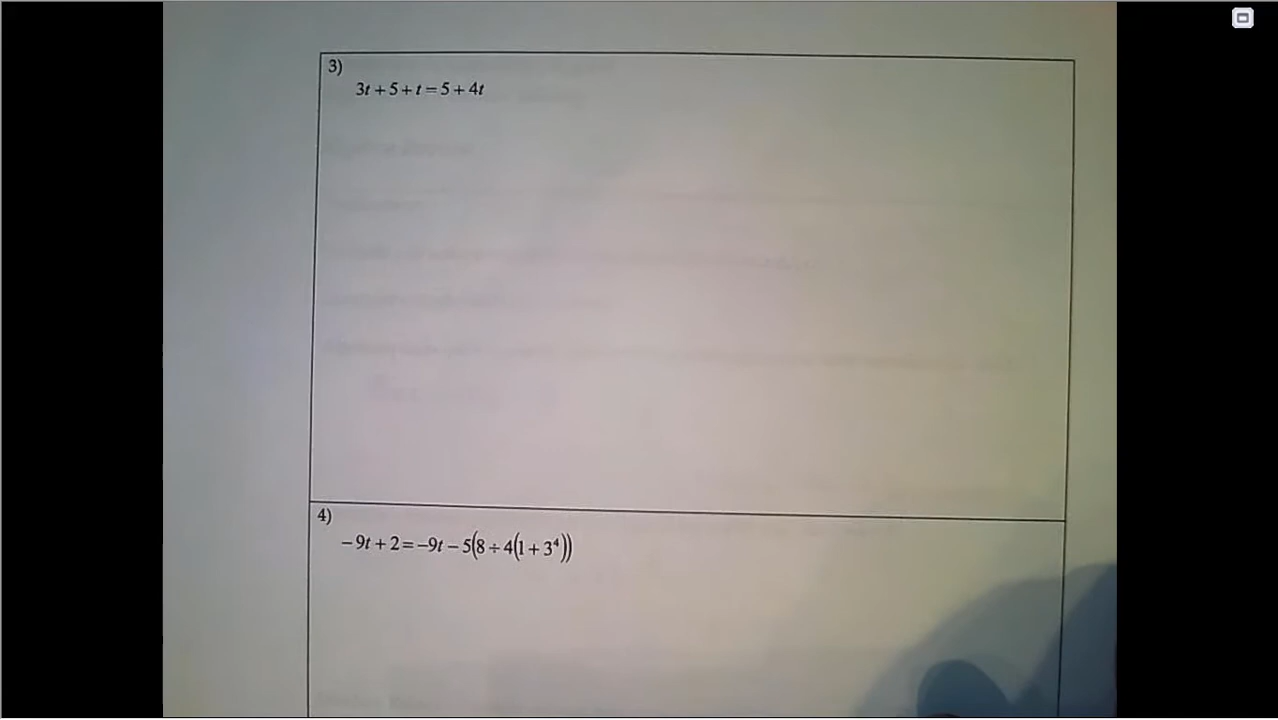 3)
3t + 5 + t = 5 + 4t
4)
−9t + 2 = −9t − 5(8 ÷ 4(1 + 3⁴))